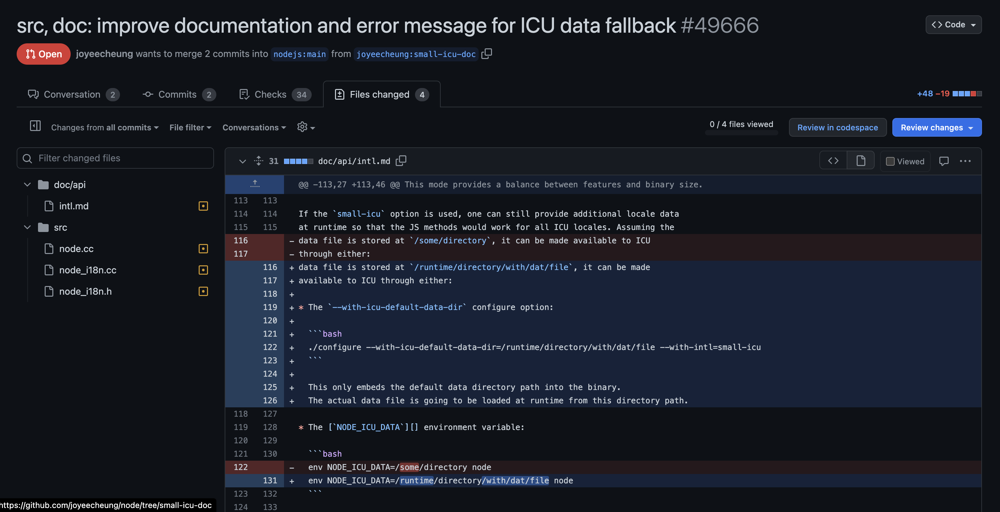 src, doc: improve documentation and error message for ICU data fallback #49666
Code
Open joyeecheung wants to merge 2 commits into nodejs:main from joyeecheung:small-icu-doc
Conversation 2 Commits 2 Checks 34 Files changed 4
+48 −19
Changes from all commits File filter Conversations
0 / 4 files viewed
Review in codespace Review changes
Filter changed files
doc/api
intl.md
src
node.cc
node_i18n.cc
node_i18n.h
31 doc/api/intl.md
Viewed
@@ -113,27 +113,46 @@ This mode provides a balance between features and binary size.
113 113
114 114 If the `small-icu` option is used, one can still provide additional locale data
115 115 at runtime so that the JS methods would work for all ICU locales. Assuming the
116 - data file is stored at `/some/directory`, it can be made available to ICU
117 - through either:
116 + data file is stored at `/runtime/directory/with/dat/file`, it can be made
117 + available to ICU through either:
118 +
119 + * The `--with-icu-default-data-dir` configure option:
120 +
121 + ```bash
122 + ./configure --with-icu-default-data-dir=/runtime/directory/with/dat/file --with-intl=small-icu
123 + ```
124 +
125 + This only embeds the default data directory path into the binary.
126 + The actual data file is going to be loaded at runtime from this directory path.
118 127
119 128 * The [`NODE_ICU_DATA`][] environment variable:
120 129
121 130 ```bash
122 - env NODE_ICU_DATA=/some/directory node
131 + env NODE_ICU_DATA=/runtime/directory/with/dat/file node
123 132 ```
124 133
https://github.com/joyeecheung/node/tree/small-icu-doc